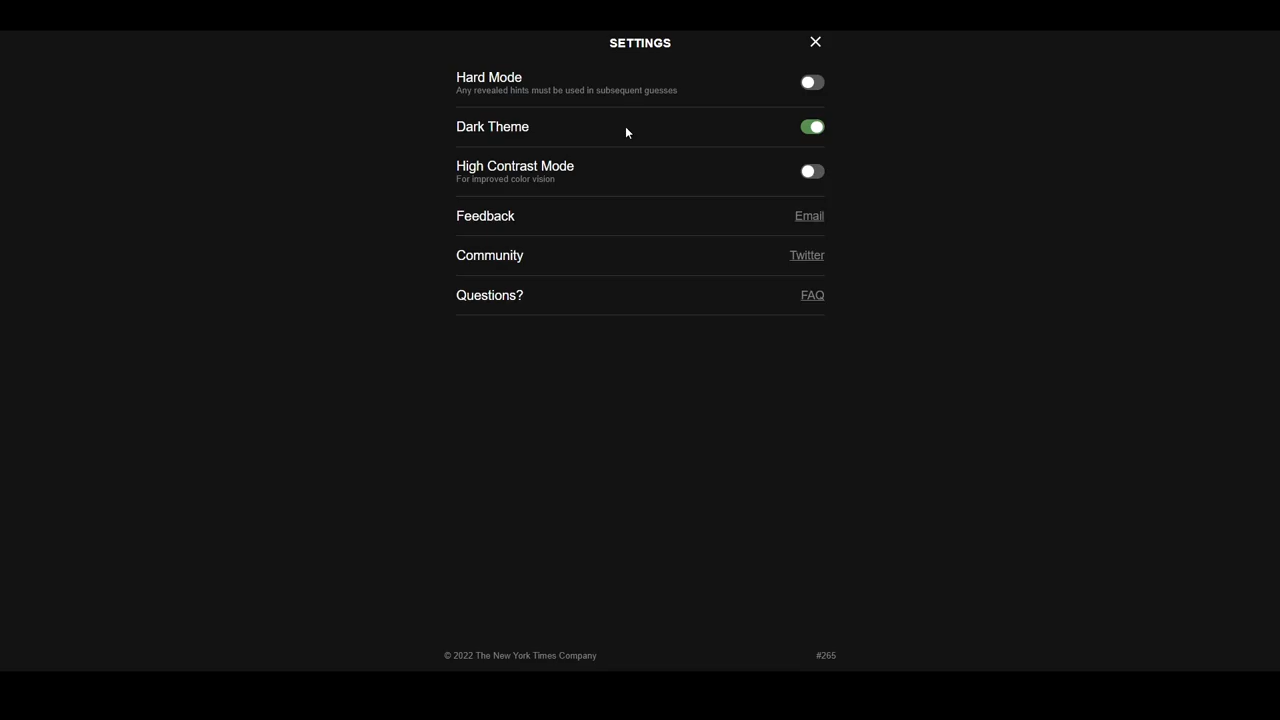 SETTINGS
Hard Mode
Any revealed hints must be used in subsequent guesses
Dark Theme
High Contrast Mode
For improved color vision
Feedback
Email
Community
Twitter
Questions?
FAQ
© 2022 The New York Times Company
#265